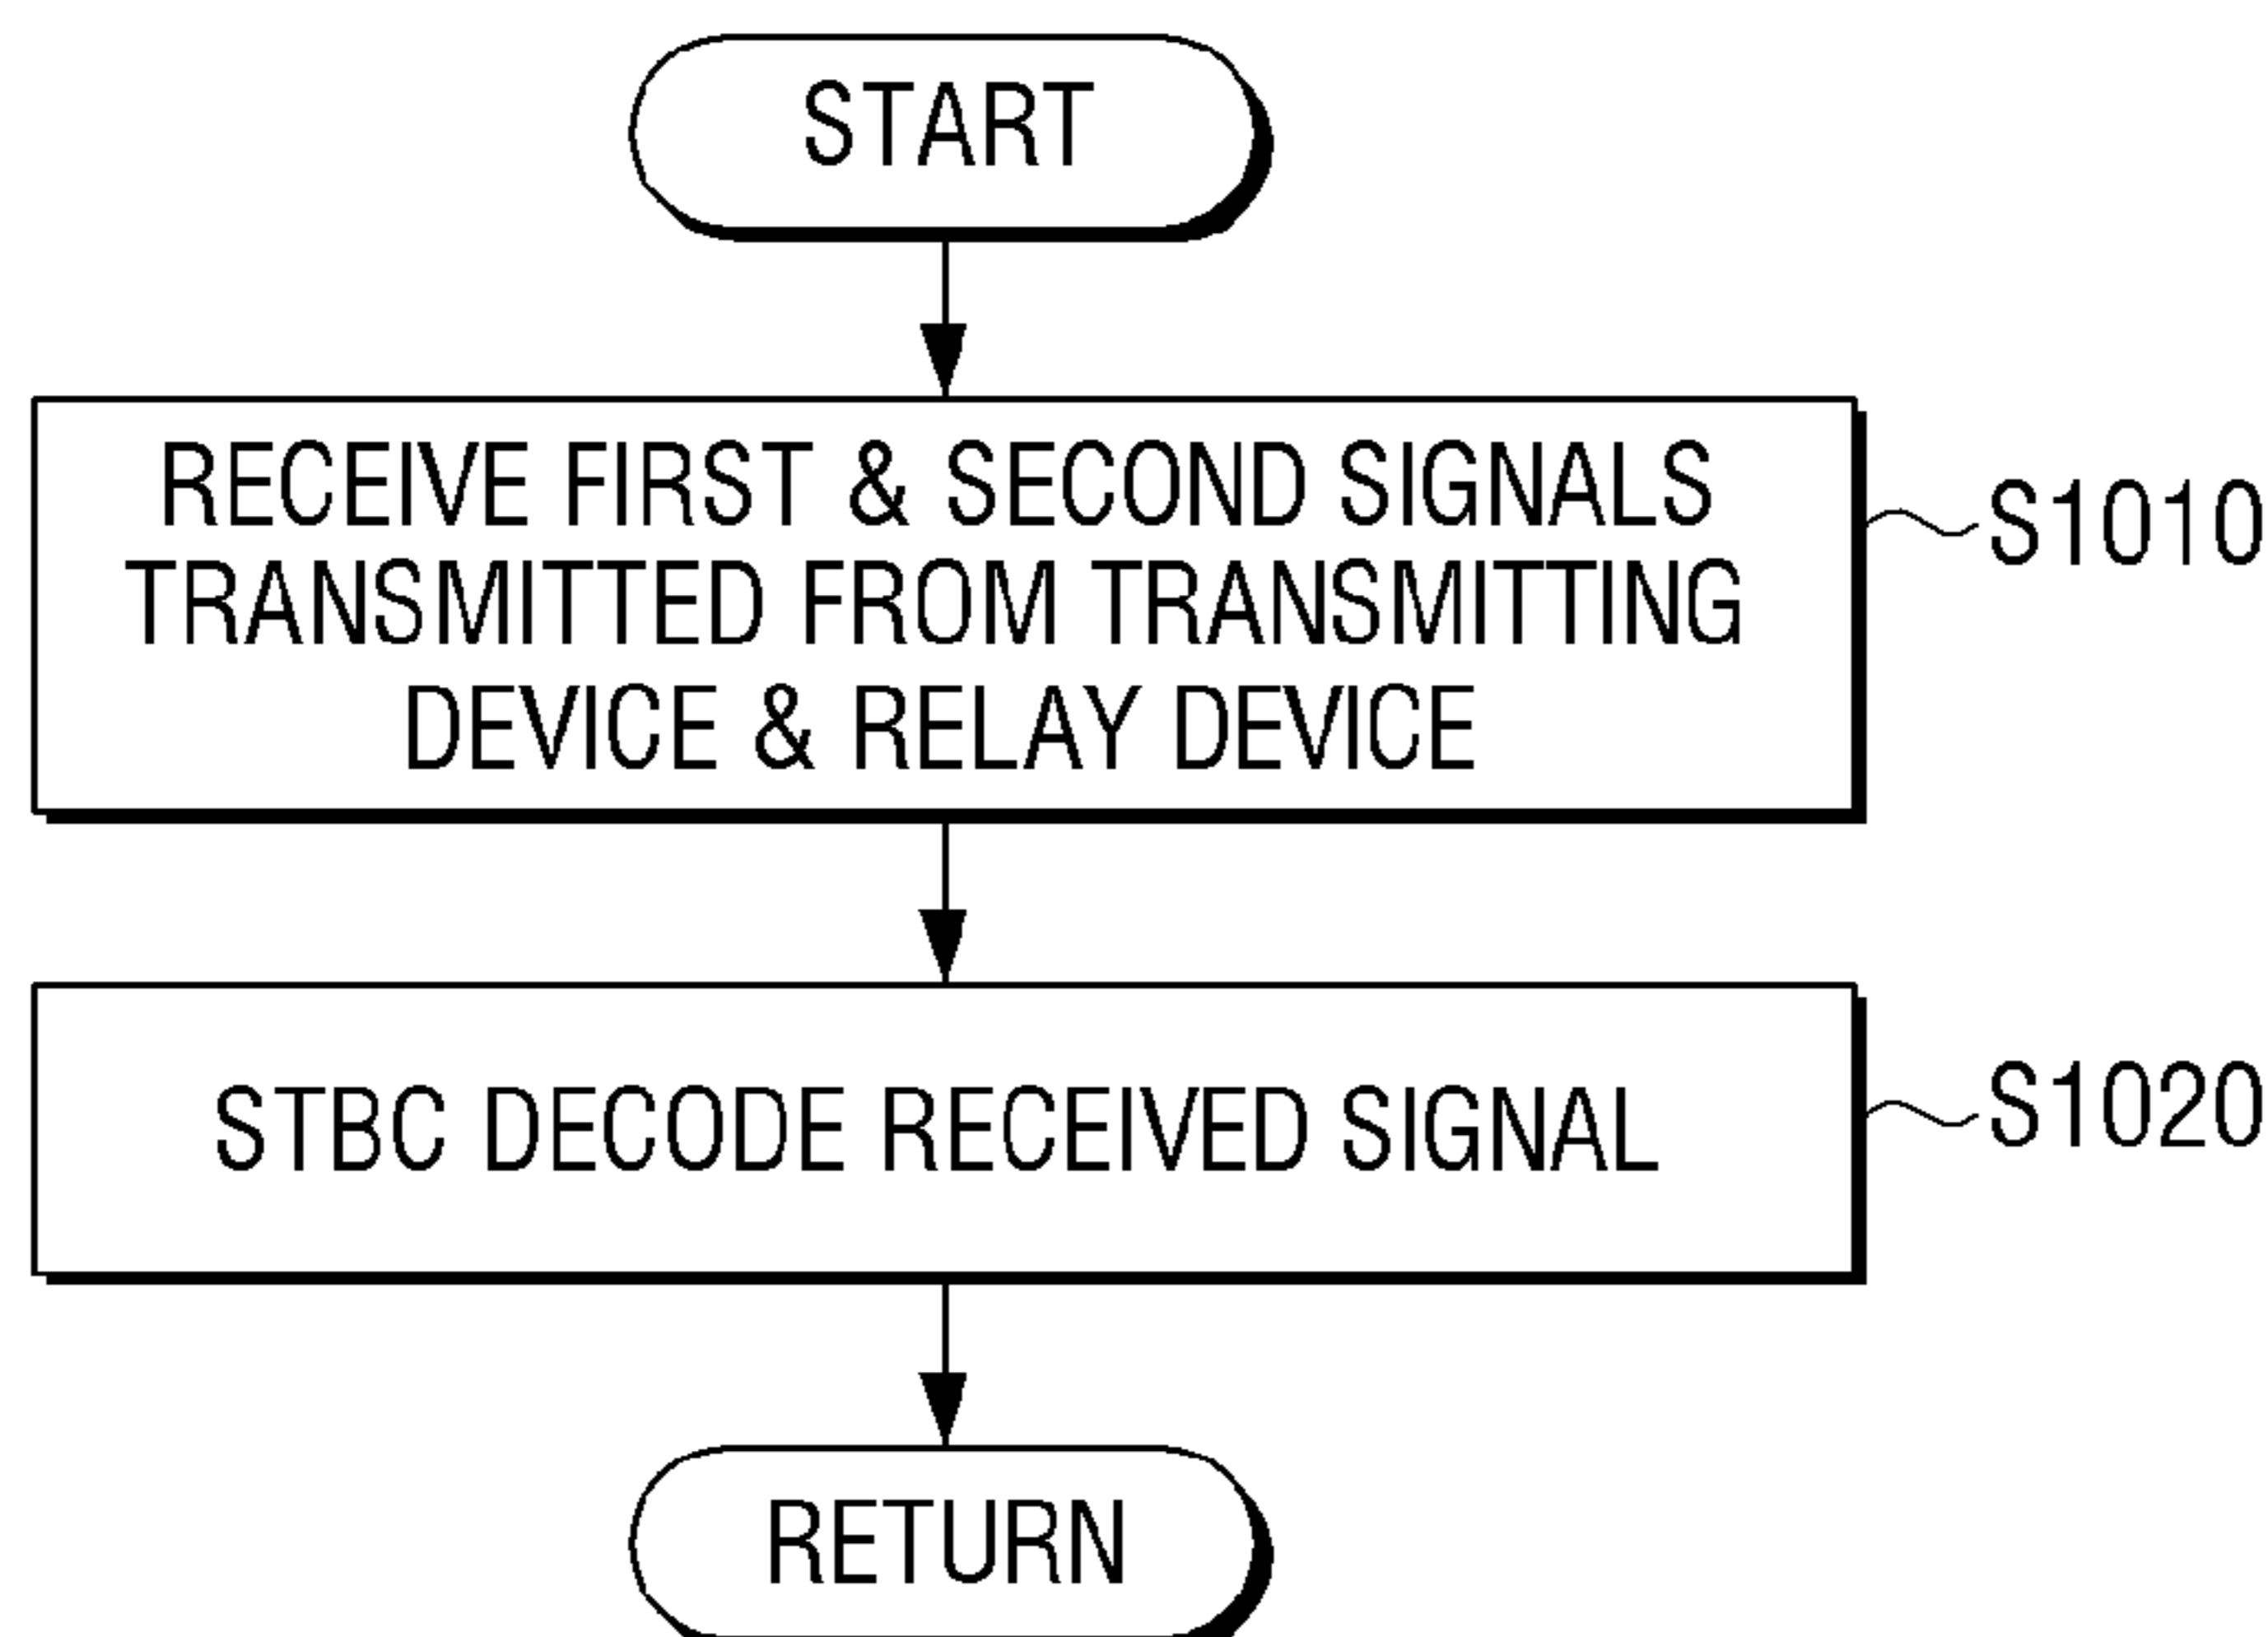 START
RECEIVE FIRST & SECOND SIGNALS
TRANSMITTED FROM TRANSMITTING
DEVICE & RELAY DEVICE
S1010
STBC DECODE RECEIVED SIGNAL
S1020
RETURN